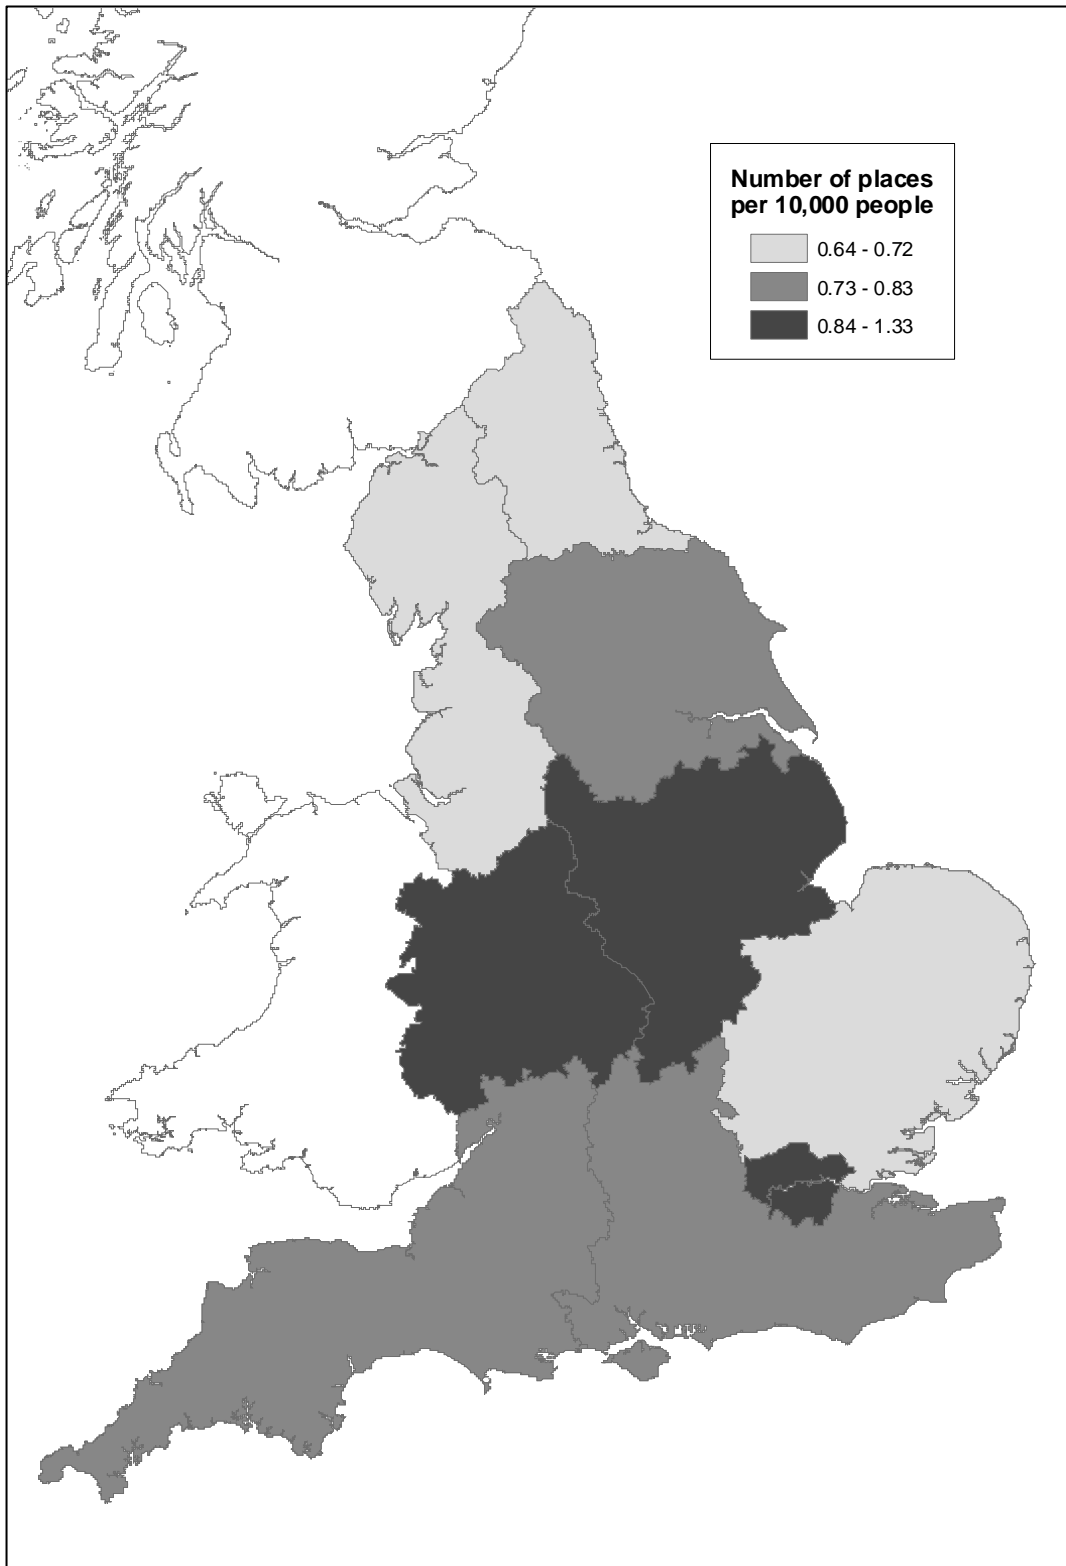 Number of places
per 10,000 people
0.64 - 0.72
0.73 - 0.83
0.84 - 1.33